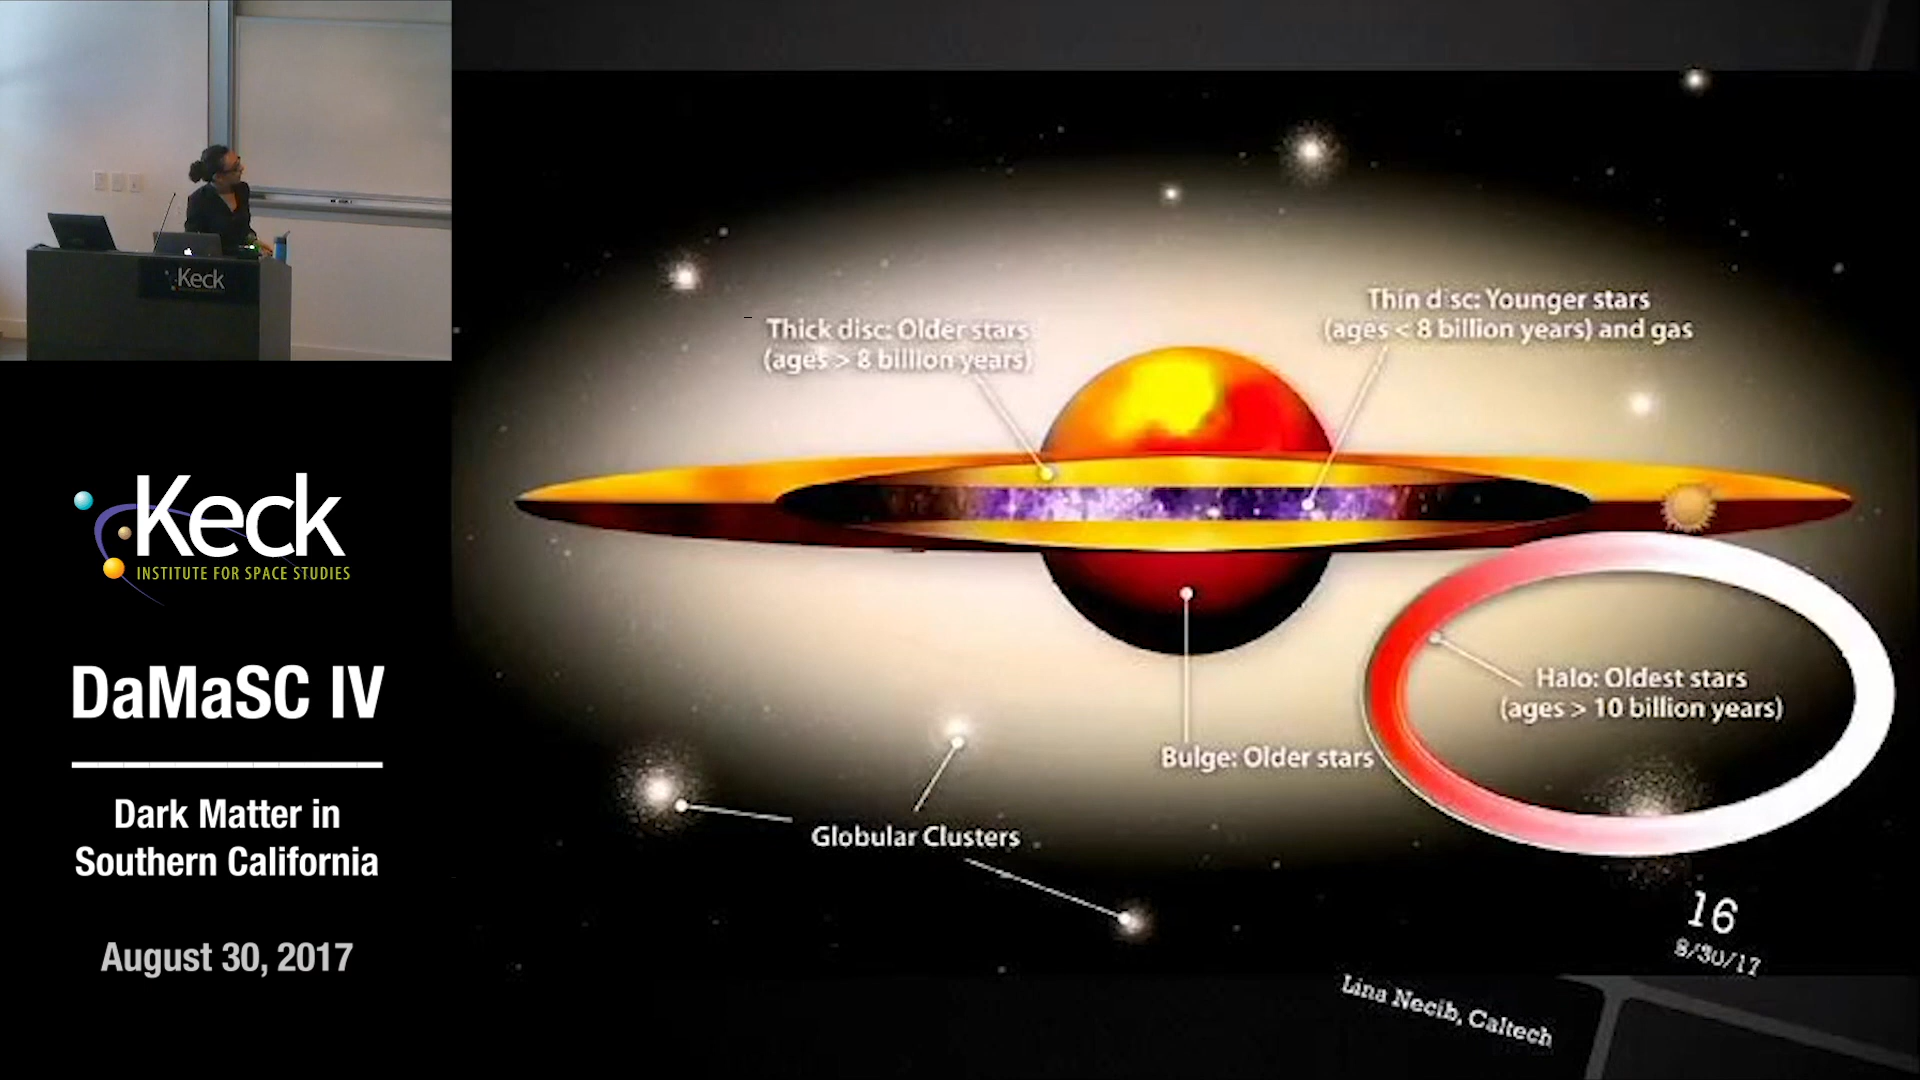 Keck
Keck
INSTITUTE FOR SPACE STUDIES
DaMaSC IV
Dark Matter in
Southern California
August 30, 2017
Thick disc: Older stars
(ages > 8 billion years)
Thin disc: Younger stars
(ages < 8 billion years) and gas
Halo: Oldest stars
(ages > 10 billion years)
Bulge: Older stars
Globular Clusters
16
8/30/17
Lina Necib, Caltech